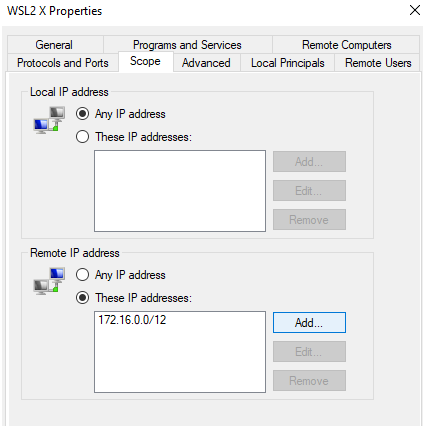 WSL2 X Properties
General Programs and Services Remote Computers
Protocols and Ports Scope Advanced Local Principals Remote Users
Local IP address
Any IP address
These IP addresses:
Add...
Edit...
Remove
Remote IP address
Any IP address
These IP addresses:
172.16.0.0/12
Add...
Edit...
Remove